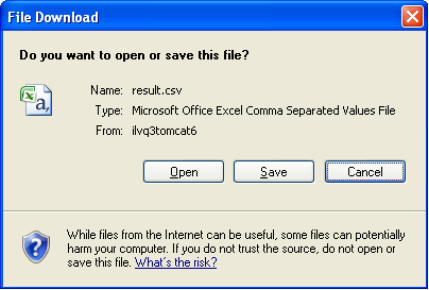 File Download
Do you want to open or save this file?
Name: result.csv
Type: Microsoft Office Excel Comma Separated Values File
From: ilvq3tomcat6
Open Save Cancel
While files from the Internet can be useful, some files can potentially
harm your computer. If you do not trust the source, do not open or
save this file. What's the risk?